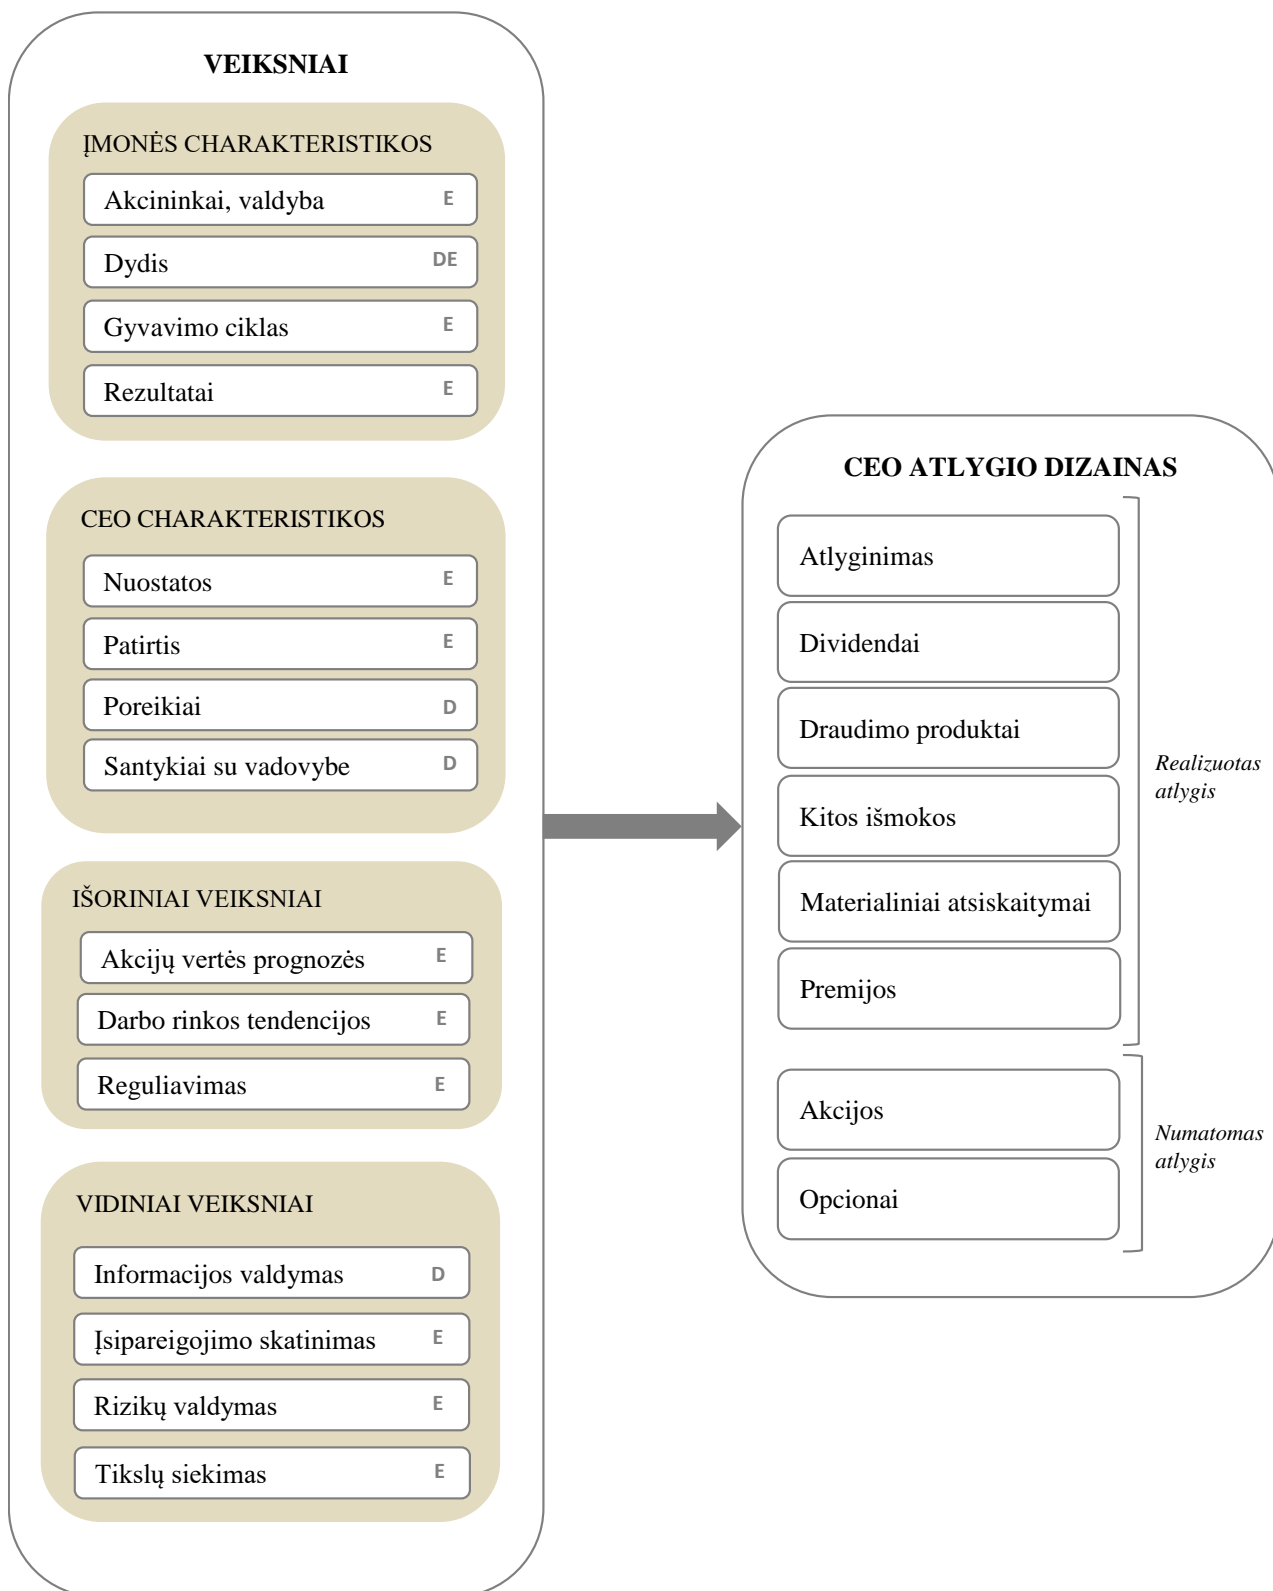 VEIKSNIAI
ĮMONĖS CHARAKTERISTIKOS
Akcininkai, valdyba E
Dydis DE
Gyvavimo ciklas E
Rezultatai E
CEO CHARAKTERISTIKOS
Nuostatos E
Patirtis E
Poreikiai D
Santykiai su vadovybe D
IŠORINIAI VEIKSNIAI
Akcijų vertės prognozės E
Darbo rinkos tendencijos E
Reguliavimas E
VIDINIAI VEIKSNIAI
Informacijos valdymas D
Įsipareigojimo skatinimas E
Rizikų valdymas E
Tikslų siekimas E
CEO ATLYGIO DIZAINAS
Atlyginimas
Dividendai
Draudimo produktai
Kitos išmokos
Materialiniai atsiskaitymai
Premijos
Realizuotas
atlygis
Akcijos
Opcionai
Numatomas
atlygis